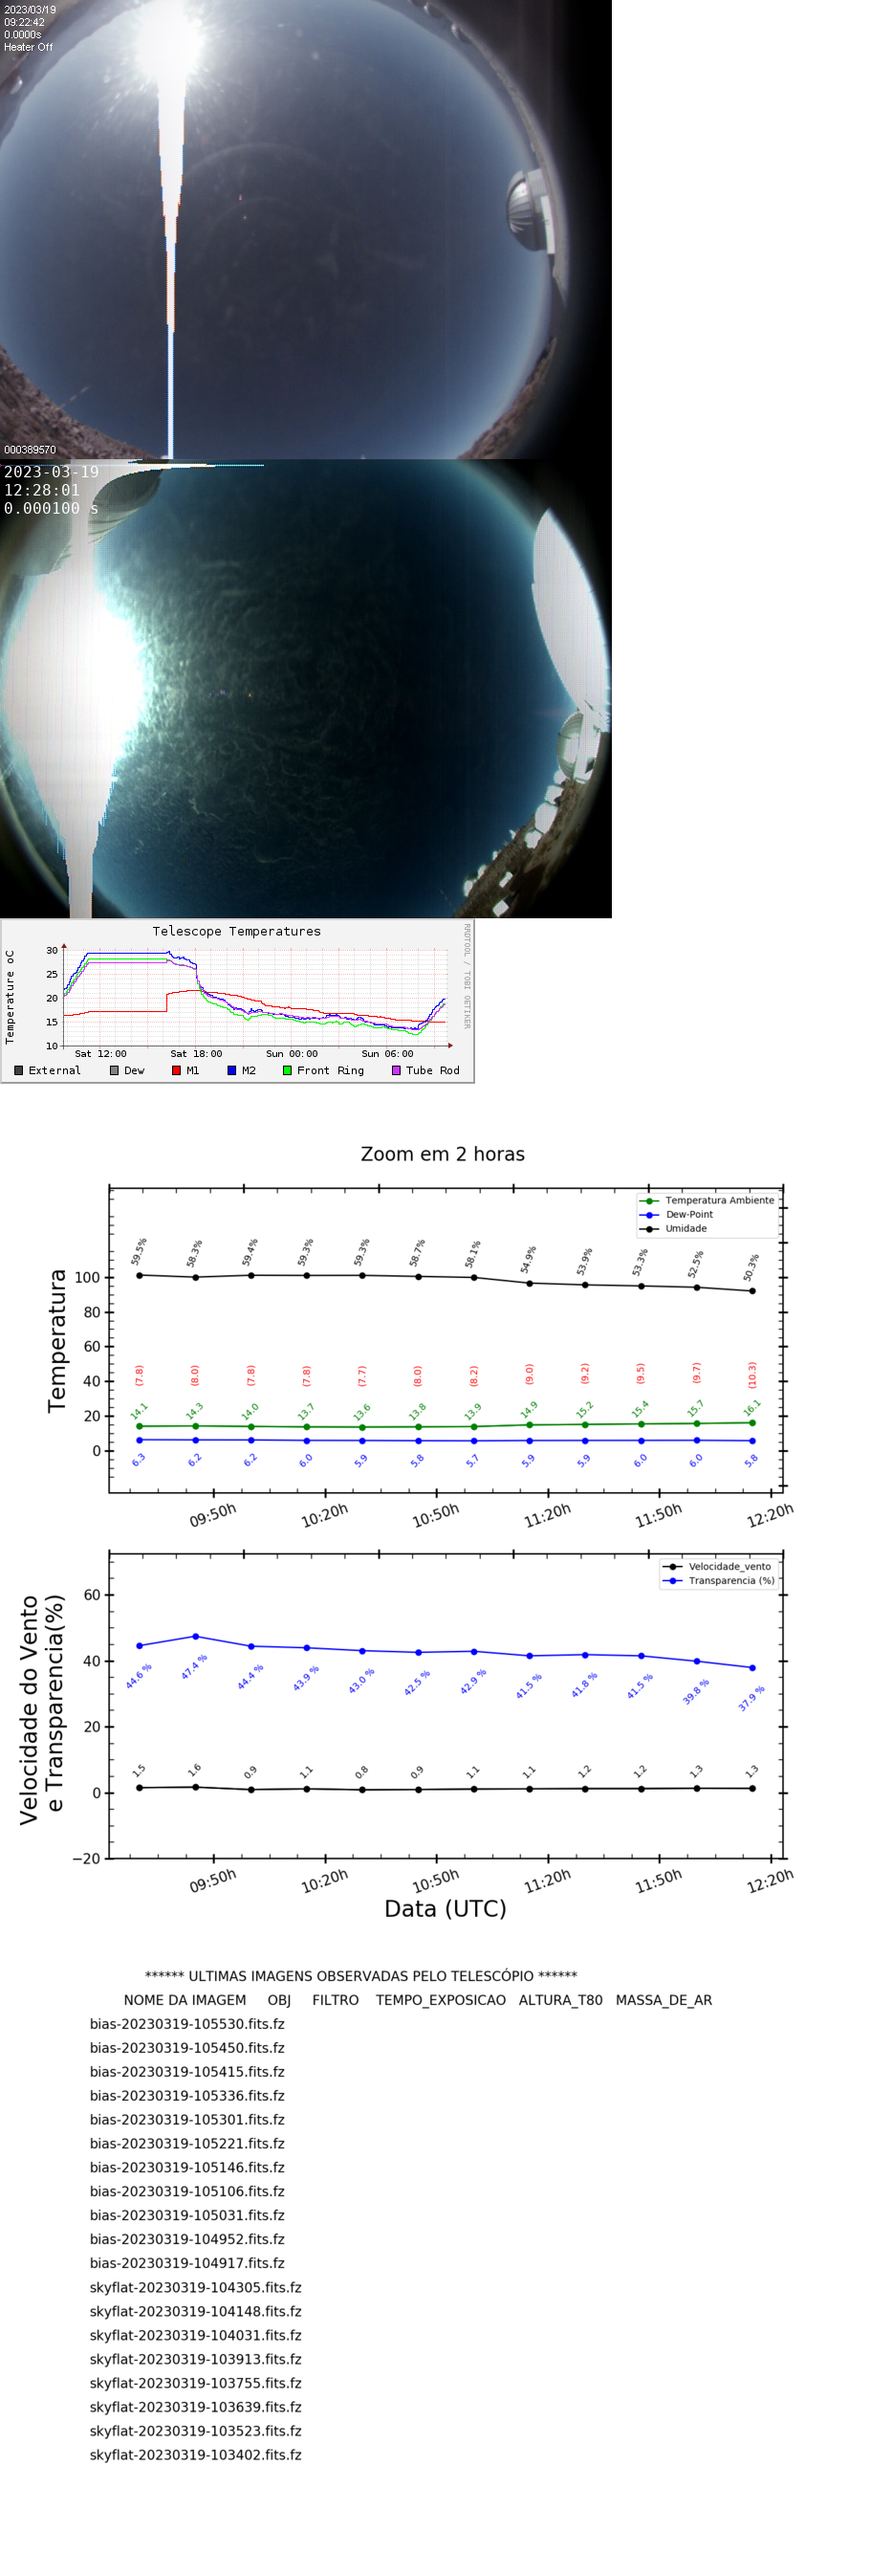 2023/03/19
09:22:42
0.0000s
Heater Off
000389570
2023-03-19
12:28:01
0.000100 s
Telescope Temperatures
RRDTOOL / TOBI OETIKER
Temperature oC
30
25
20
15
10
Sat 12:00 Sat 18:00 Sun 00:00 Sun 06:00
External Dew M1 M2 Front Ring Tube Rod
Zoom em 2 horas
Temperatura Ambiente
Dew-Point
Umidade
Temperatura
100
80
60
40
20
0
59.5% 58.3% 59.4% 59.3% 59.3% 58.7% 58.1% 54.9% 53.9% 53.3% 52.5% 50.3%
(7.8) (8.0) (7.8) (7.8) (7.7) (8.0) (8.2) (9.0) (9.2) (9.5) (9.7) (10.3)
14.1 14.3 14.0 13.7 13.6 13.8 13.9 14.9 15.2 15.4 15.7 16.1
6.3 6.2 6.2 6.0 5.9 5.8 5.7 5.9 5.9 6.0 6.0 5.8
09:50h 10:20h 10:50h 11:20h 11:50h 12:20h
Velocidade_vento
Transparencia (%)
Velocidade do Vento
e Transparencia(%)
60
40
20
0
−20
44.6 % 47.4 % 44.4 % 43.9 % 43.0 % 42.5 % 42.9 % 41.5 % 41.8 % 41.5 % 39.8 % 37.9 %
1.5 1.6 0.9 1.1 0.8 0.9 1.1 1.1 1.2 1.2 1.3 1.3
09:50h 10:20h 10:50h 11:20h 11:50h 12:20h
Data (UTC)
****** ULTIMAS IMAGENS OBSERVADAS PELO TELESCÓPIO ******
NOME DA IMAGEM OBJ FILTRO TEMPO_EXPOSICAO ALTURA_T80 MASSA_DE_AR
bias-20230319-105530.fits.fz
bias-20230319-105450.fits.fz
bias-20230319-105415.fits.fz
bias-20230319-105336.fits.fz
bias-20230319-105301.fits.fz
bias-20230319-105221.fits.fz
bias-20230319-105146.fits.fz
bias-20230319-105106.fits.fz
bias-20230319-105031.fits.fz
bias-20230319-104952.fits.fz
bias-20230319-104917.fits.fz
skyflat-20230319-104305.fits.fz
skyflat-20230319-104148.fits.fz
skyflat-20230319-104031.fits.fz
skyflat-20230319-103913.fits.fz
skyflat-20230319-103755.fits.fz
skyflat-20230319-103639.fits.fz
skyflat-20230319-103523.fits.fz
skyflat-20230319-103402.fits.fz